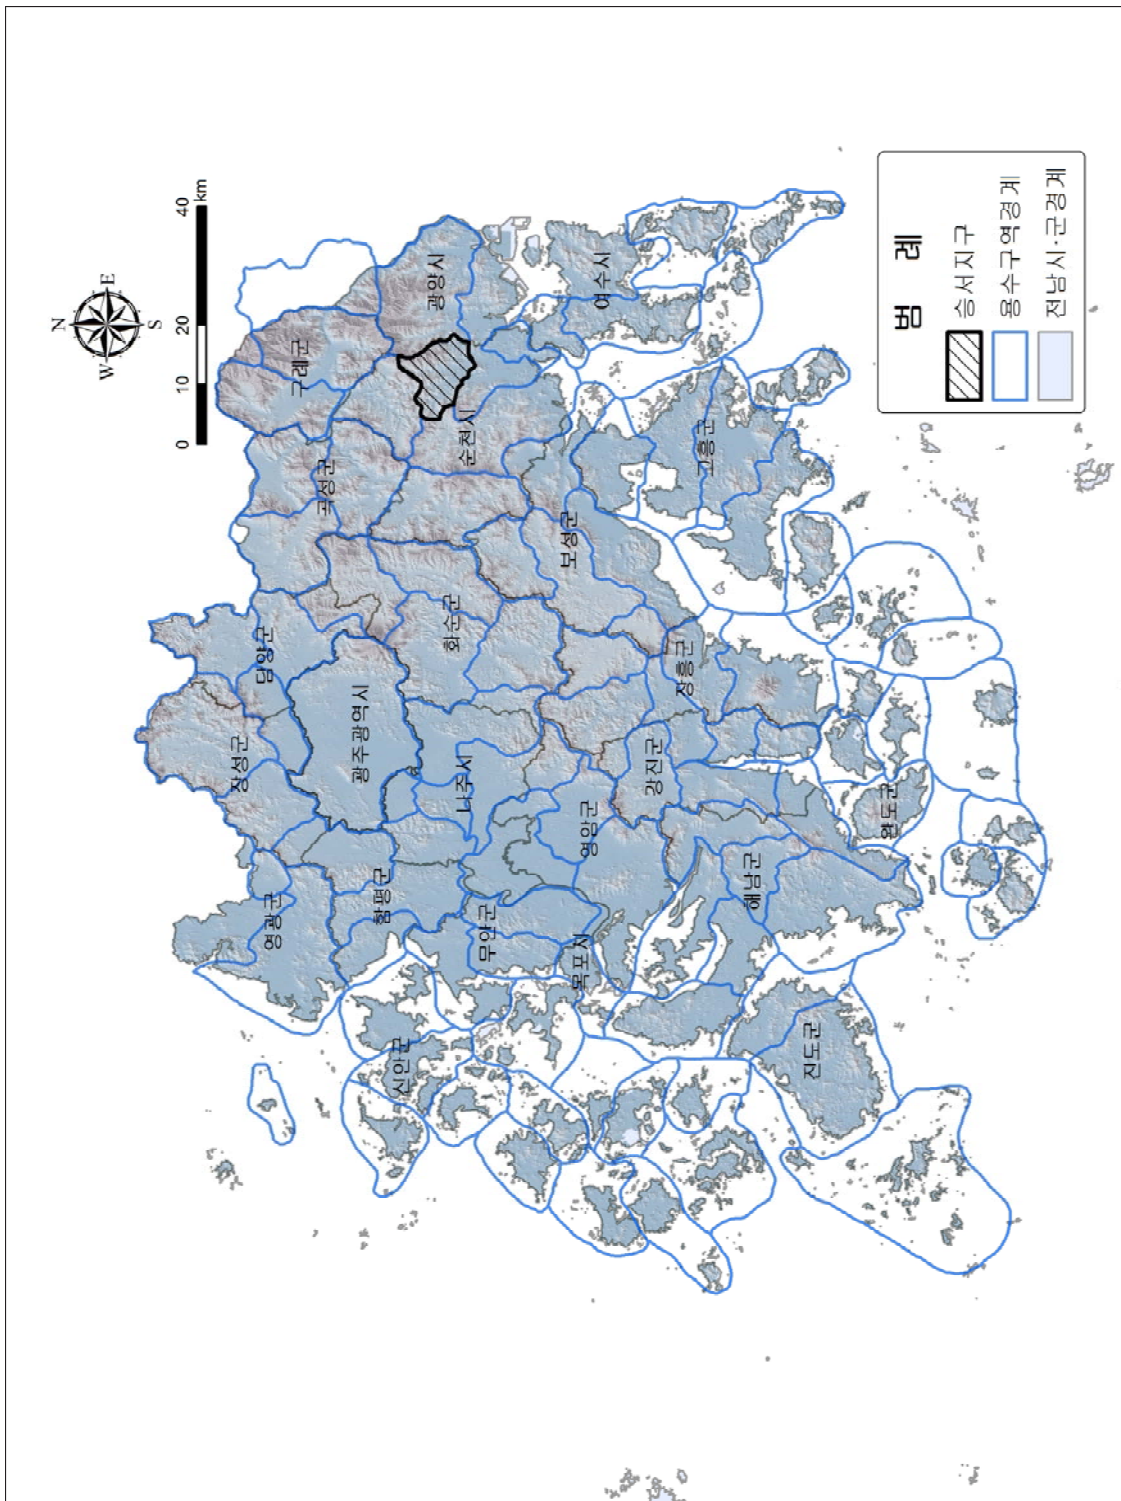 N
W E
S
0 10 20 40
km
구례군
광양시
곡성군
순천시
여수시
담양군
장성군
광주광역시
화순군
보성군
고흥군
영광군
함평군
나주시
장흥군
강진군
영암군
무안군
목포시
해남군
완도군
신안군
진도군
범 례
승서지구
용수구역경계
전남시·군경계